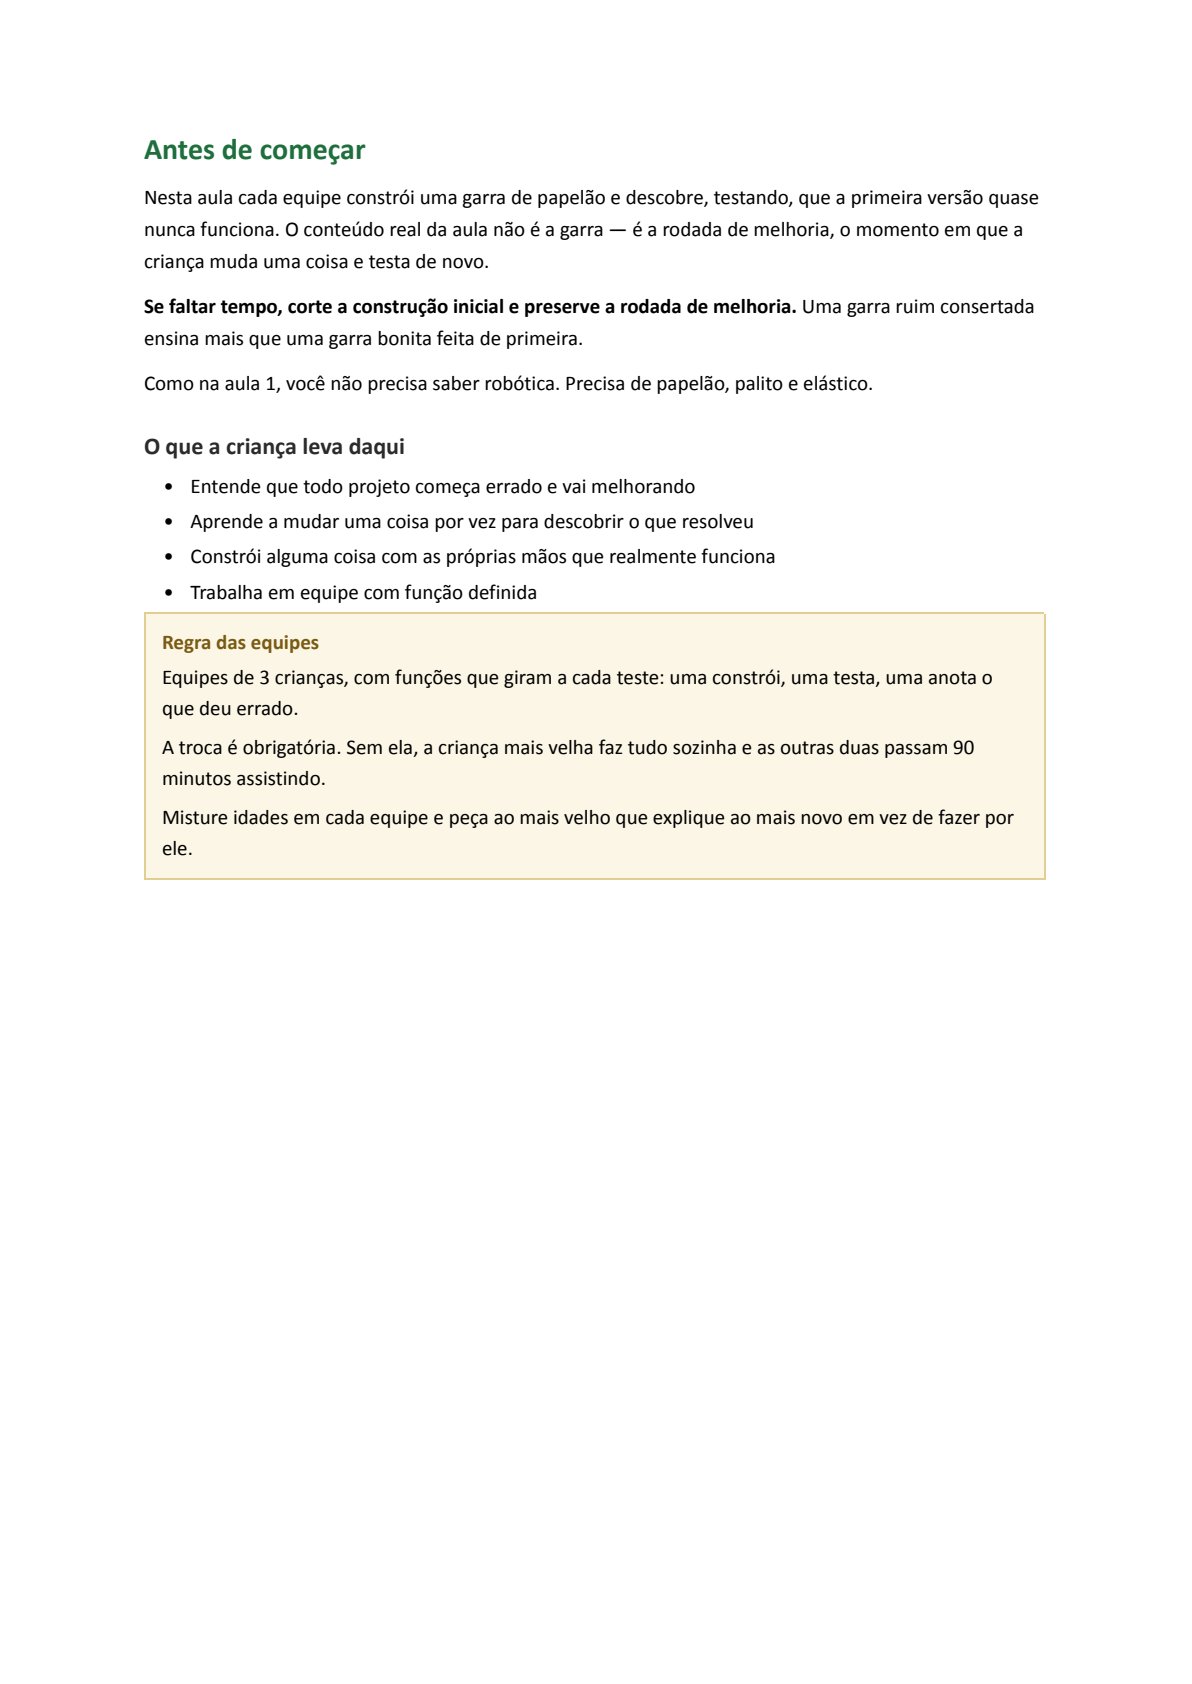 Antes de começar
Nesta aula cada equipe constrói uma garra de papelão e descobre, testando, que a primeira versão quase
nunca funciona. O conteúdo real da aula não é a garra — é a rodada de melhoria, o momento em que a
criança muda uma coisa e testa de novo.
Se faltar tempo, corte a construção inicial e preserve a rodada de melhoria. Uma garra ruim consertada
ensina mais que uma garra bonita feita de primeira.
Como na aula 1, você não precisa saber robótica. Precisa de papelão, palito e elástico.
O que a criança leva daqui
• Entende que todo projeto começa errado e vai melhorando
• Aprende a mudar uma coisa por vez para descobrir o que resolveu
• Constrói alguma coisa com as próprias mãos que realmente funciona
• Trabalha em equipe com função definida
Regra das equipes
Equipes de 3 crianças, com funções que giram a cada teste: uma constrói, uma testa, uma anota o
que deu errado.
A troca é obrigatória. Sem ela, a criança mais velha faz tudo sozinha e as outras duas passam 90
minutos assistindo.
Misture idades em cada equipe e peça ao mais velho que explique ao mais novo em vez de fazer por
ele.